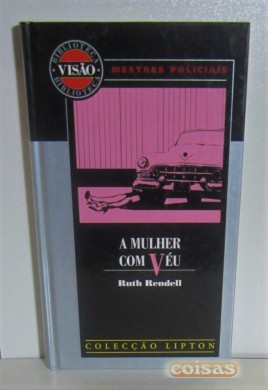 BIBLIOTECA
VISÃO
BIBLIOTECA
MESTRES POLICIAIS
A MULHER
COM VÉU
Ruth Rendell
COLECÇÃO LIPTON
coisas